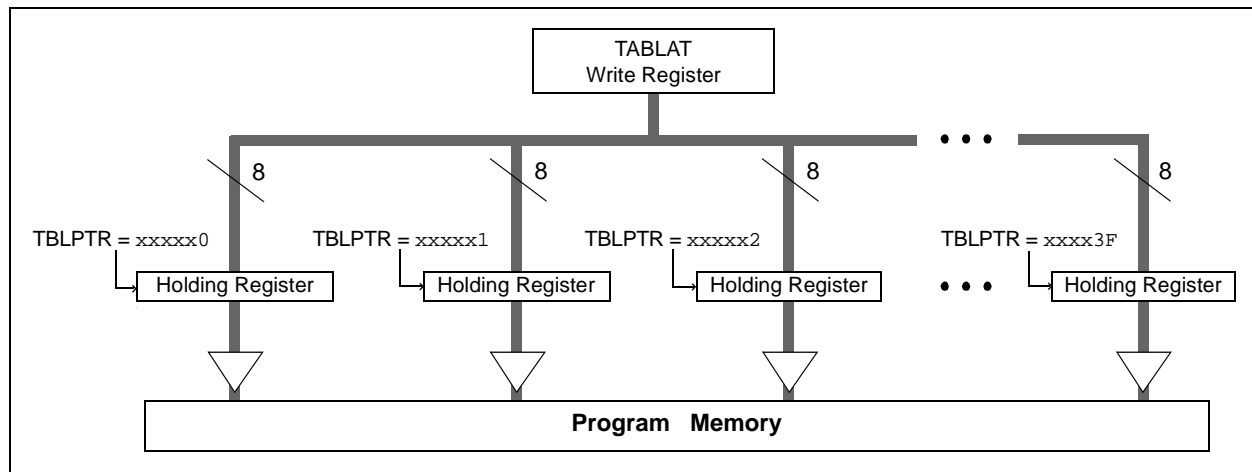 TABLAT
Write Register
8
8
8
8
TBLPTR = xxxxx0
TBLPTR = xxxxx1
TBLPTR = xxxxx2
TBLPTR = xxxx3F
Holding Register
Holding Register
Holding Register
Holding Register
Program Memory